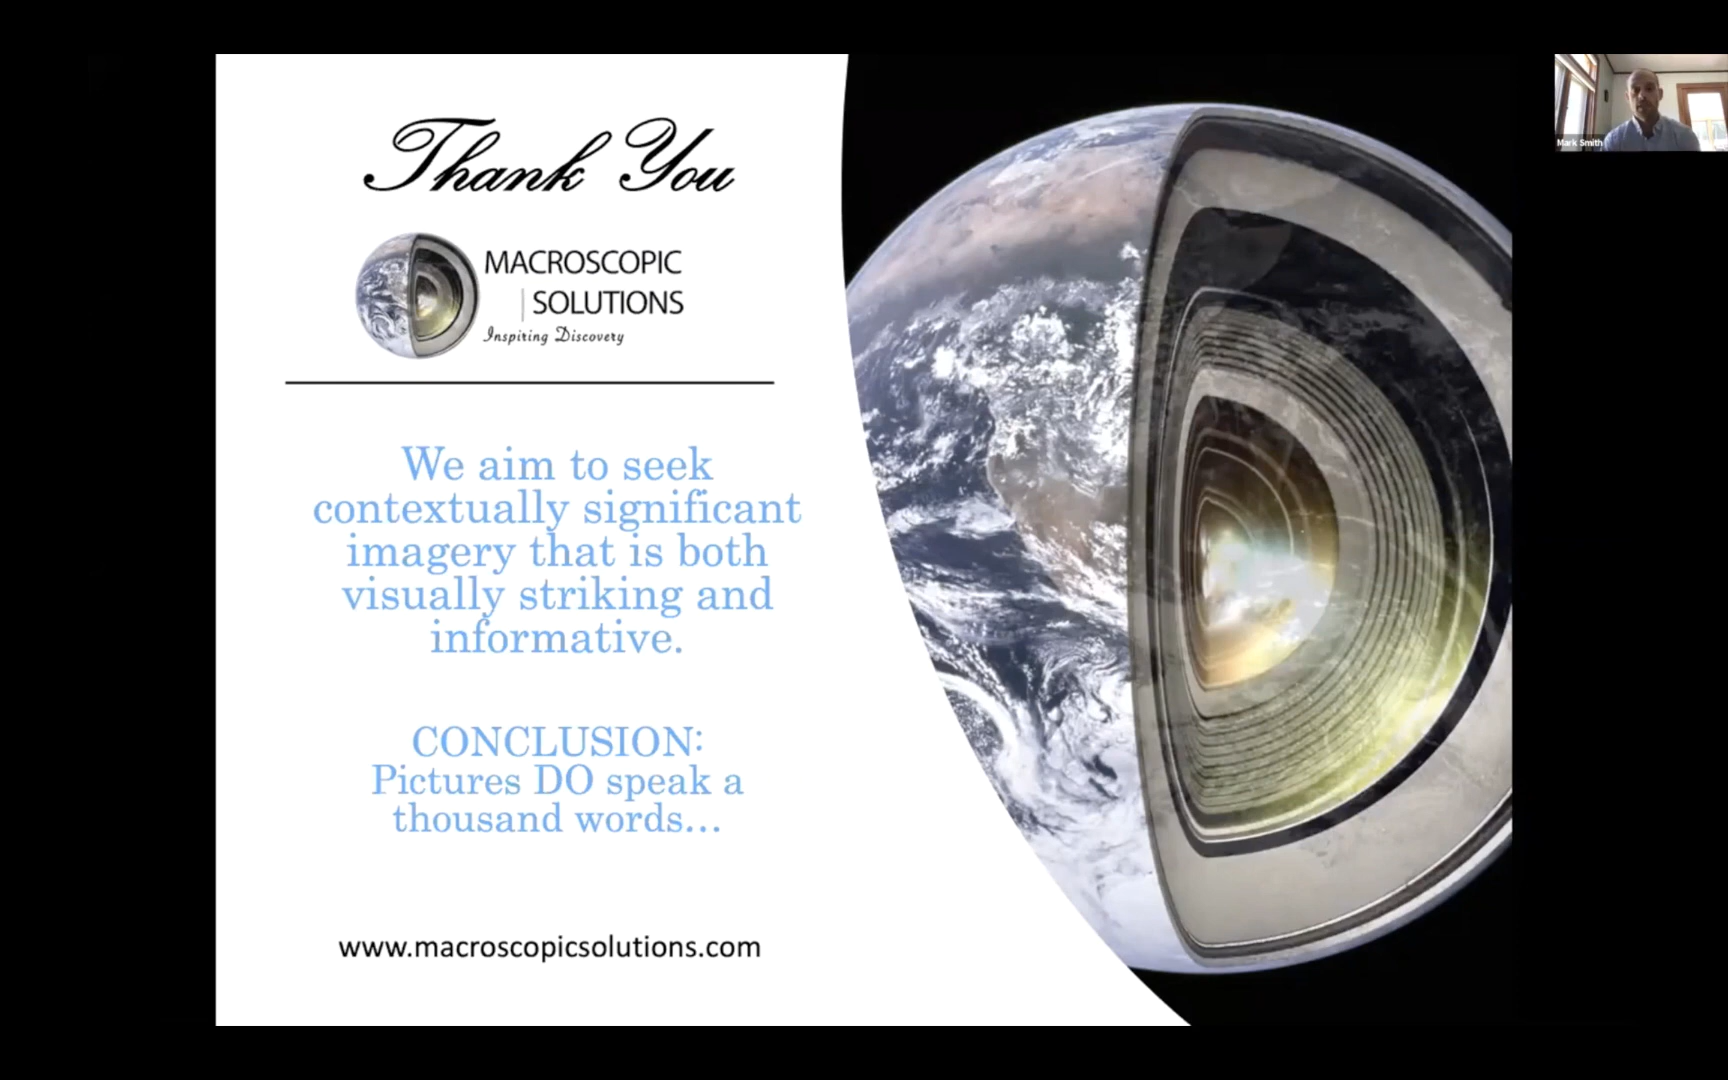 Thank You
MACROSCOPIC
SOLUTIONS
Inspiring Discovery
We aim to seek
contextually significant
imagery that is both
visually striking and
informative.
CONCLUSION:
Pictures DO speak a
thousand words...
www.macroscopicsolutions.com
Mark Smith